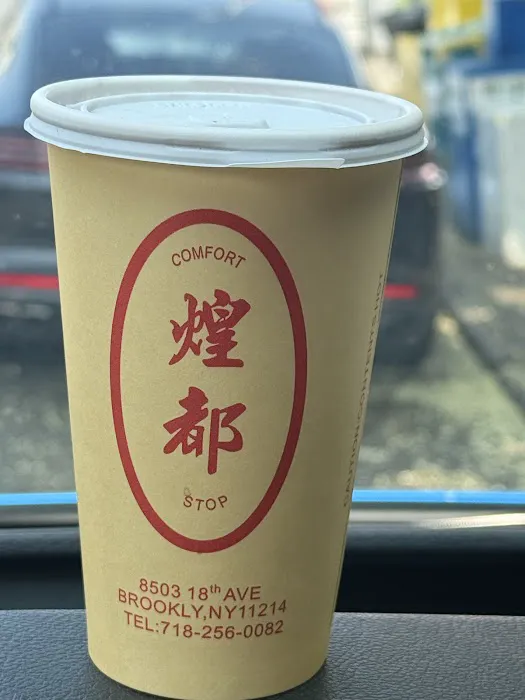 COMFORT
煌
都
STOP
8503 18th AVE
BROOKLY,NY11214
TEL:718-256-0082